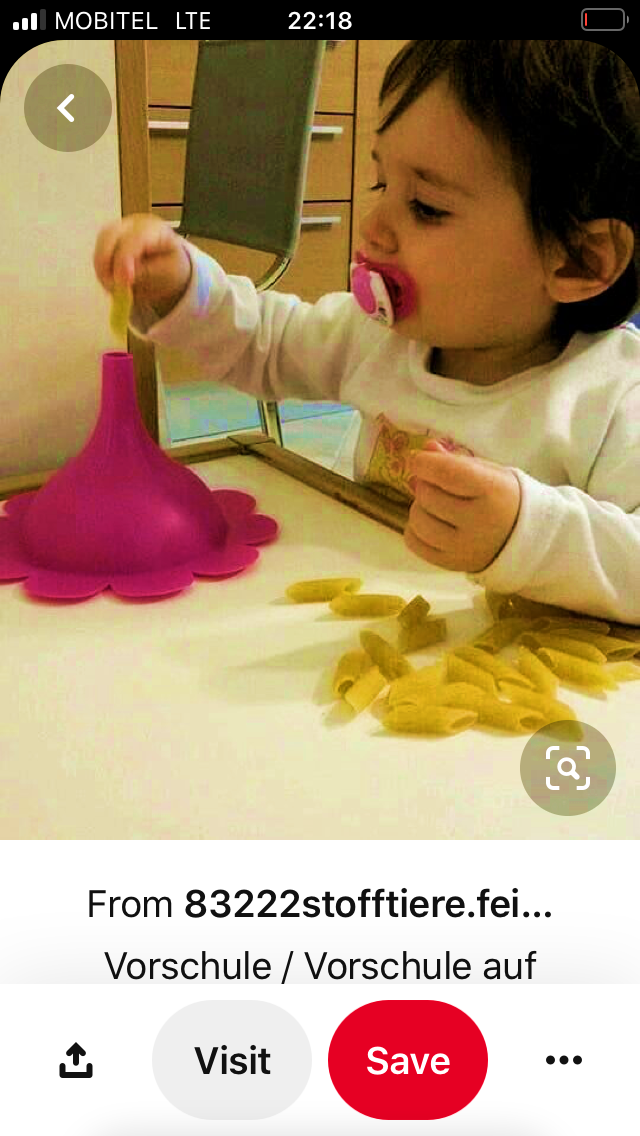 MOBITEL LTE 22:18
From 83222stofftiere.fei...
Vorschule / Vorschule auf
Visit Save